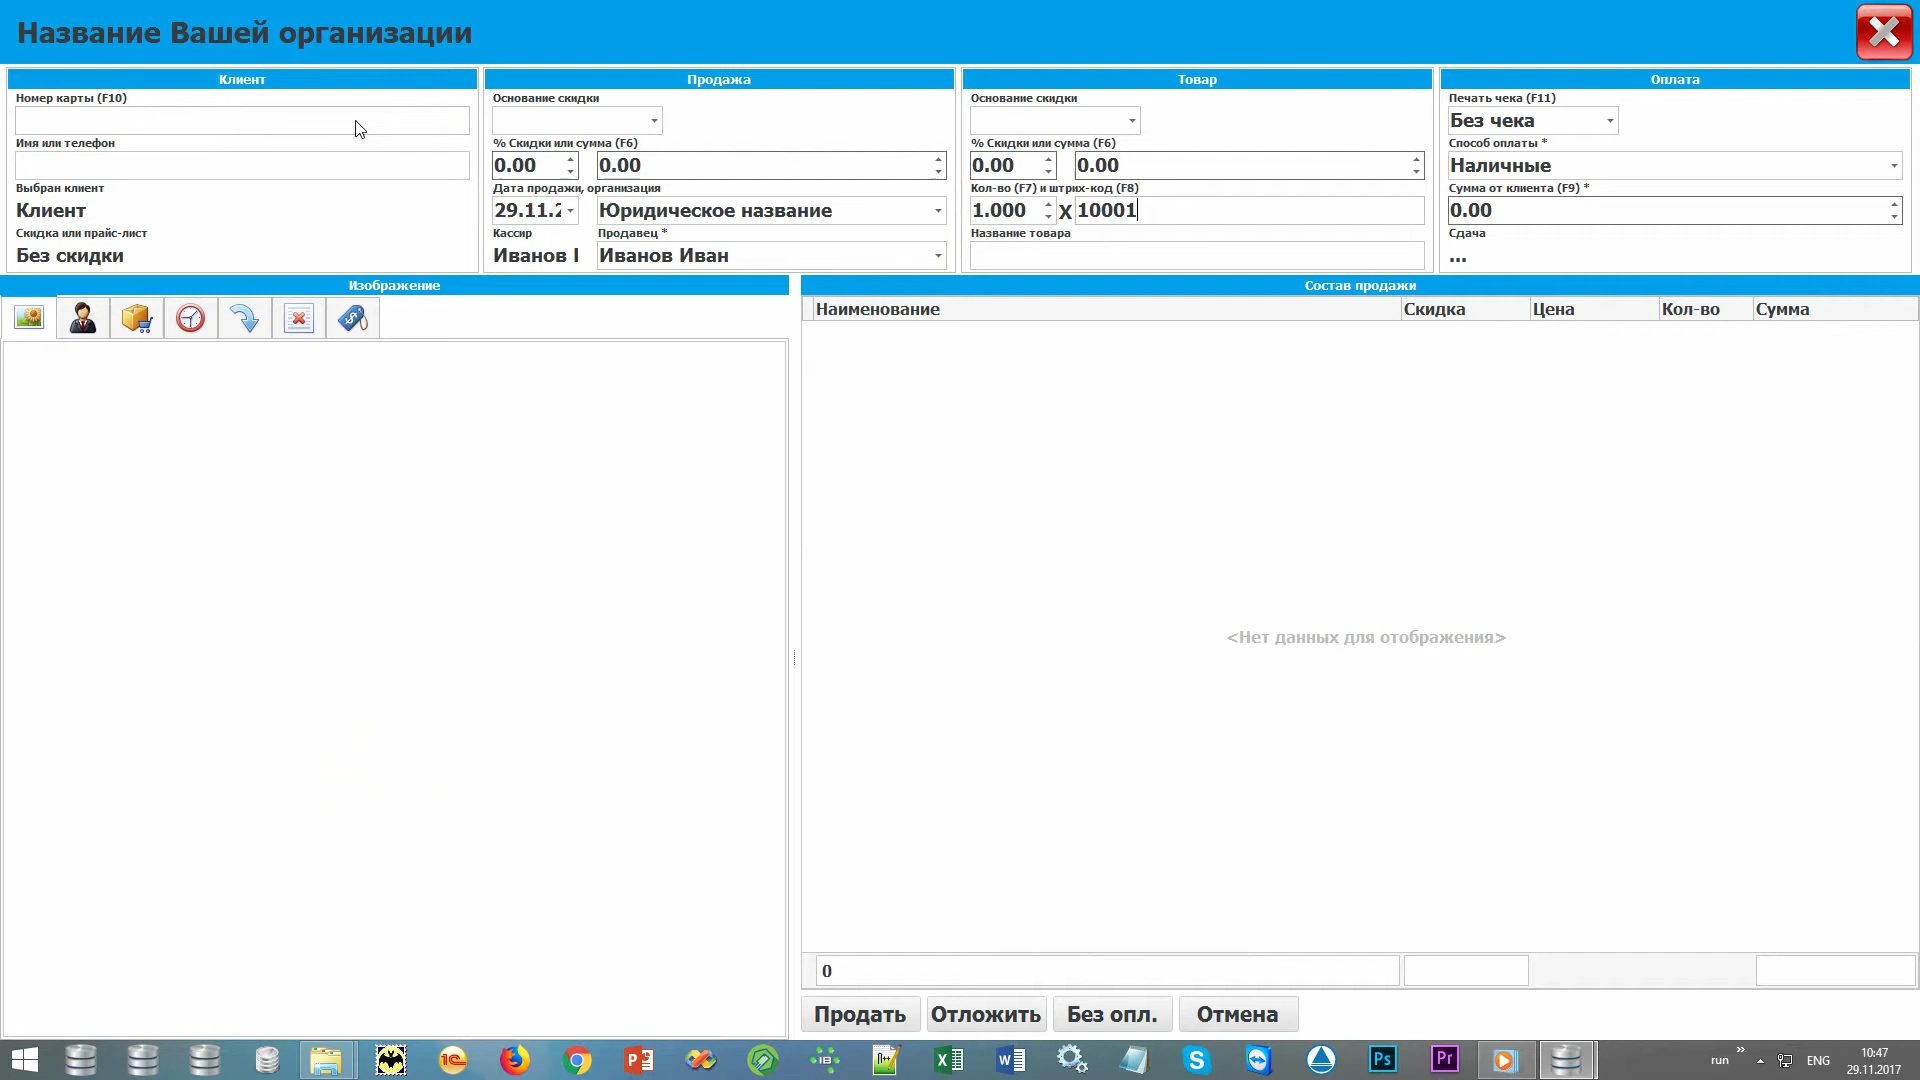 Название Вашей организации
Клиент
Номер карты (F10)
Имя или телефон
Выбран клиент
Клиент
Скидка или прайс-лист
Без скидки
Продажа
Основание скидки
% Скидки или сумма (F6)
0.00 0.00
Дата продажи, организация
29.11.2 Юридическое название
Кассир Продавец *
Иванов І Иванов Иван
Товар
Основание скидки
% Скидки или сумма (F6)
0.00 0.00
Кол-во (F7) и штрих-код (F8)
1.000 X 10001
Название товара
Оплата
Печать чека (F11)
Без чека
Способ оплаты *
Наличные
Сумма от клиента (F9) *
0.00
Сдача
...
Изображение
Состав продажи
Наименование Скидка Цена Кол-во Сумма
<Нет данных для отображения>
0
Продать Отложить Без опл. Отмена
run » ENG 10:47
29.11.2017